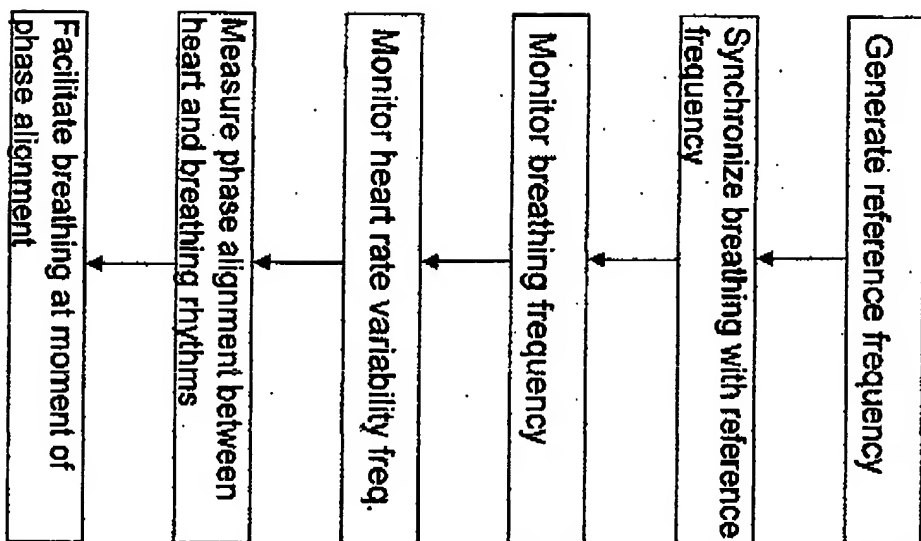 Generate reference frequency
Synchronize breathing with reference
frequency
Monitor breathing frequency
Monitor heart rate variability freq.
Measure phase alignment between
heart and breathing rhythms
Facilitate breathing at moment of
phase alignment